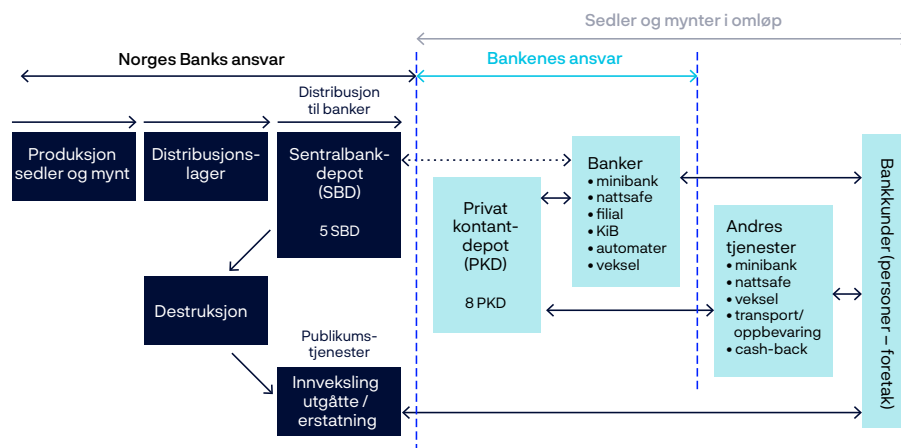 Sedler og mynter i omløp
Norges Banks ansvar
Bankenes ansvar
Distribusjon
til banker
Produksjon
sedler og mynt
Distribusjons-
lager
Sentralbank-
depot
(SBD)
5 SBD
Privat
kontant-
depot
(PKD)
8 PKD
Banker
• minibank
• nattsafe
• filial
• KiB
• automater
• veksel
Andres
tjenester
• minibank
• nattsafe
• veksel
• transport/
oppbevaring
• cash-back
Bankkunder (personer – foretak)
Destruksjon
Publikums-
tjenester
Innveksling
utgåtte /
erstatning